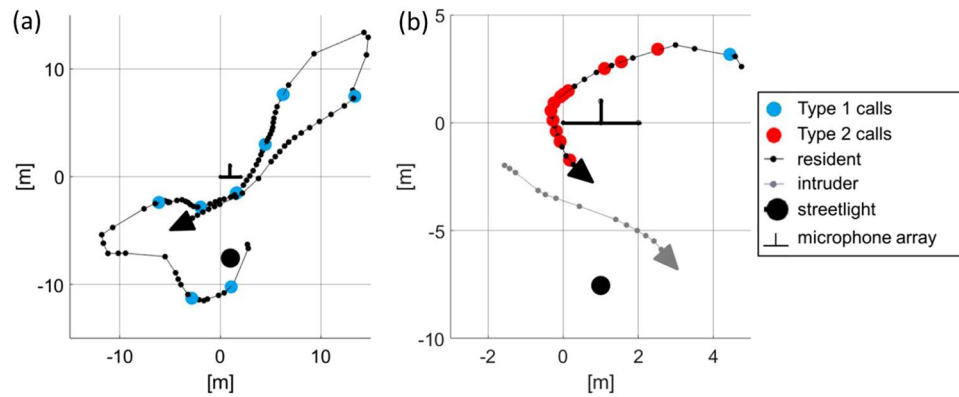 (a)
10
0
-10
[m]
-10
0
10
[m]
(b)
5
0
-5
-10
[m]
-2
0
2
4
[m]
Type 1 calls
Type 2 calls
resident
intruder
streetlight
microphone array